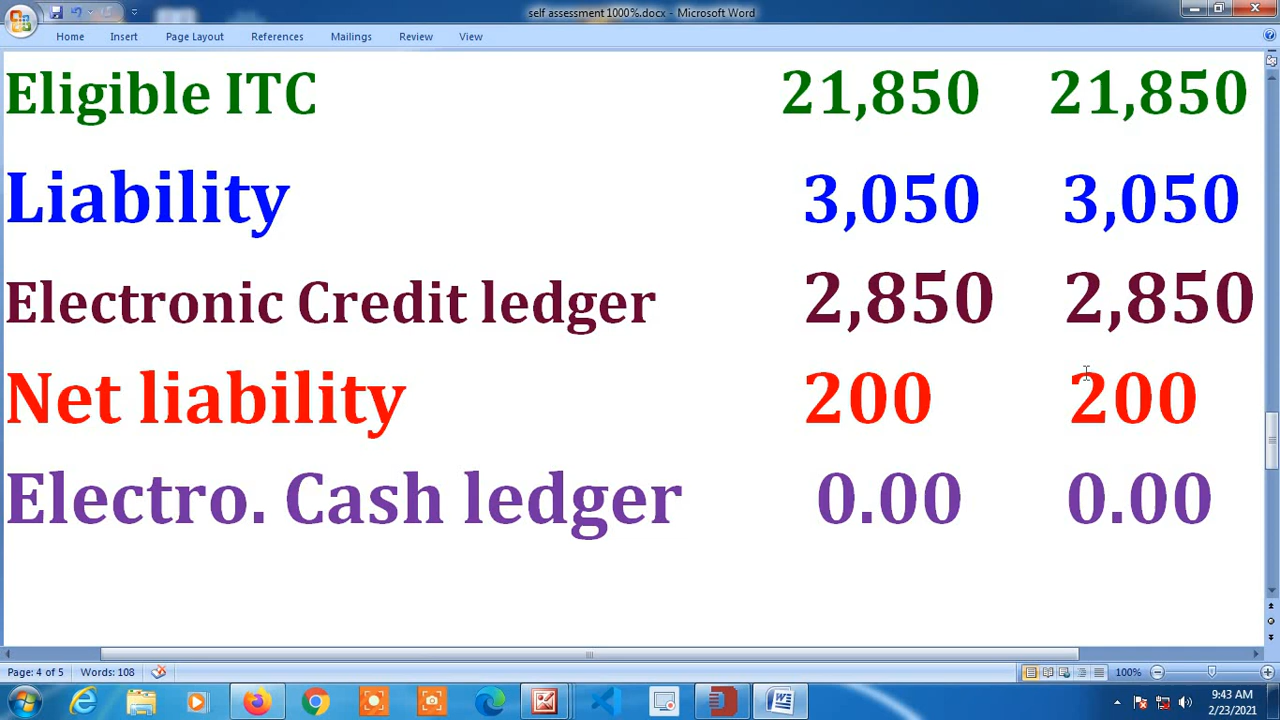 self assessment 1000%.docx - Microsoft Word
Home Insert Page Layout References Mailings Review View
Eligible ITC 21,850 21,850
Liability 3,050 3,050
Electronic Credit ledger 2,850 2,850
Net liability 200 200
Electro. Cash ledger 0.00 0.00
Page: 4 of 5 Words: 108 100%
9:43 AM
2/23/2021